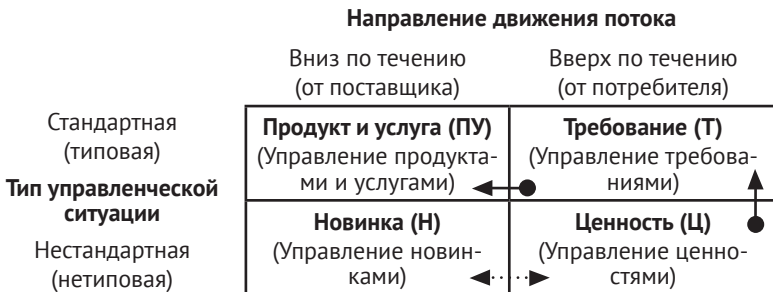 Направление движения потока
Вниз по течению
(от поставщика)
Вверх по течению
(от потребителя)
Стандартная
(типовая)
Тип управленческой
ситуации
Нестандартная
(нетиповая)
Продукт и услуга (ПУ)
(Управление продукта-
ми и услугами)
Требование (Т)
(Управление требова-
ниями)
Новинка (Н)
(Управление новин-
ками)
Ценность (Ц)
(Управление ценно-
стями)